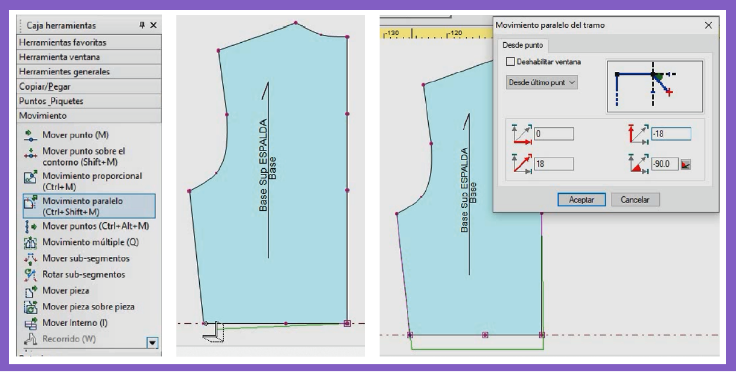 Caja herramientas
Herramientas favoritas
Herramienta ventana
Herramientas generales
Copiar/Pegar
Puntos_Piquetes
Movimiento
Mover punto (M)
Mover punto sobre el
contorno (Shift+M)
Movimiento proporcional
(Ctrl+M)
Movimiento paralelo
(Ctrl+Shift+M)
Mover puntos (Ctrl+Alt+M)
Movimiento múltiple (Q)
Mover sub-segmentos
Rotar sub-segmentos
Mover pieza
Mover pieza sobre pieza
Mover Interno (I)
Recorrido (W)
Base Sup ESPALDA
Base
-130
-120
Base Sup ESPALDA
Base
Movimiento paralelo del tramo
Desde punto
Deshabilitar ventana
Desde último punt
0
-18
18
-90.0
Aceptar
Cancelar